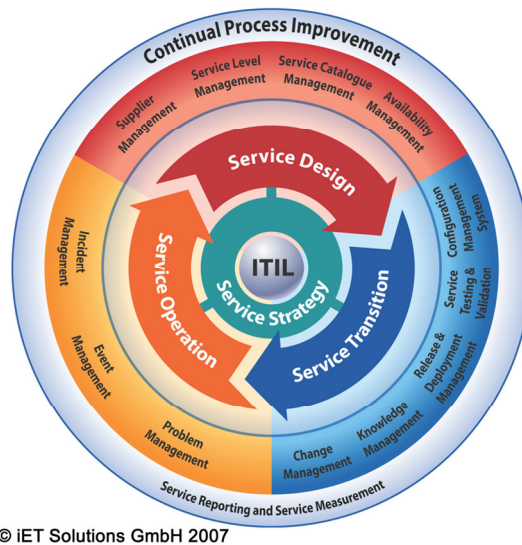 Continual Process Improvement
Supplier
Management
Service Level
Management
Service Catalogue
Management
Availability
Management
Configuration
Management
System
Service
Testing &
Validation
Release &
Deployment
Management
Knowledge
Management
Change
Management
Problem
Management
Event
Management
Incident
Management
Service Design
Service Transition
Service Operation
Service Strategy
ITIL
Service Reporting and Service Measurement
© iET Solutions GmbH 2007